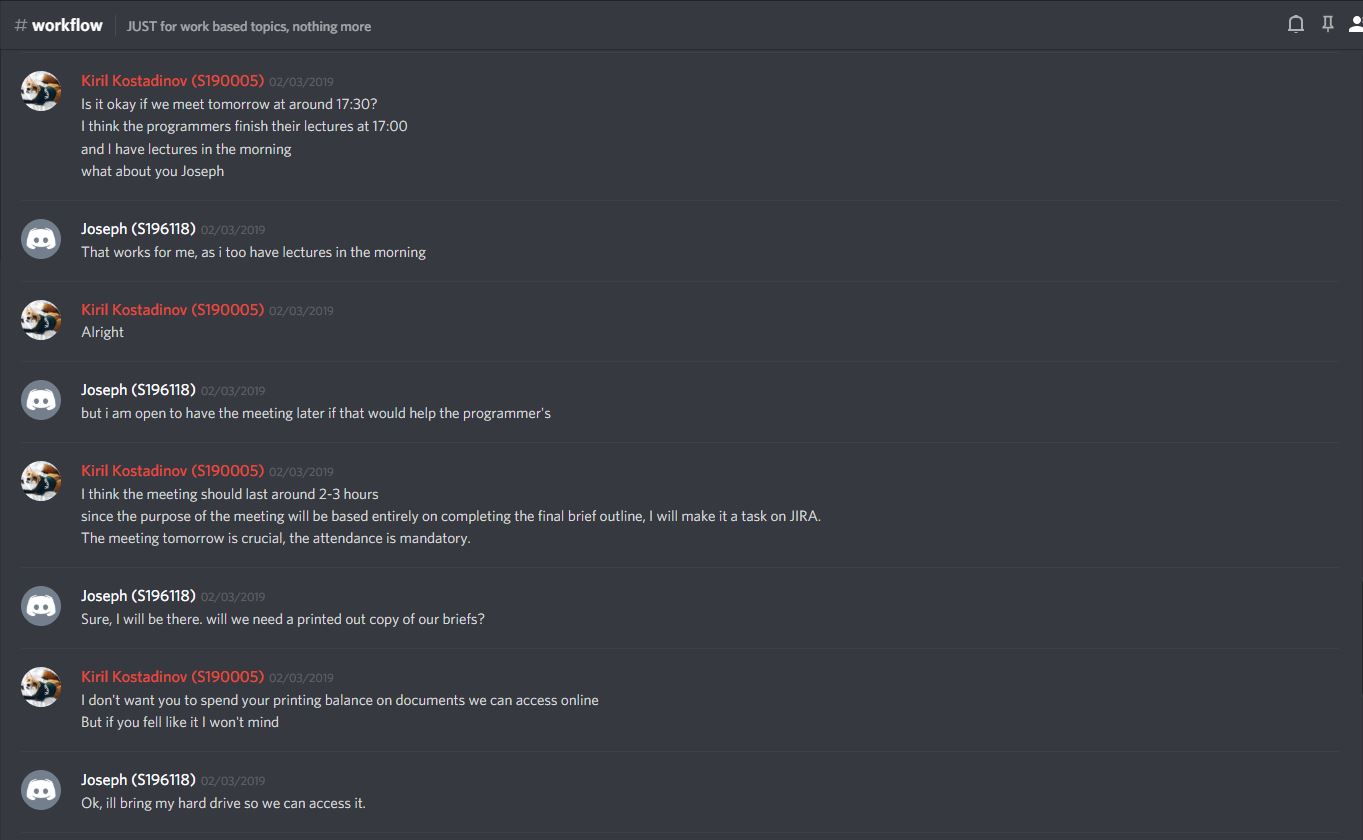 # workflow JUST for work based topics, nothing more
Kiril Kostadinov (S190005) 02/03/2019
Is it okay if we meet tomorrow at around 17:30?
I think the programmers finish their lectures at 17:00
and I have lectures in the morning
what about you Joseph
Joseph (S196118) 02/03/2019
That works for me, as i too have lectures in the morning
Kiril Kostadinov (S190005) 02/03/2019
Alright
Joseph (S196118) 02/03/2019
but i am open to have the meeting later if that would help the programmer's
Kiril Kostadinov (S190005) 02/03/2019
I think the meeting should last around 2-3 hours
since the purpose of the meeting will be based entirely on completing the final brief outline, I will make it a task on JIRA.
The meeting tomorrow is crucial, the attendance is mandatory.
Joseph (S196118) 02/03/2019
Sure, I will be there. will we need a printed out copy of our briefs?
Kiril Kostadinov (S190005) 02/03/2019
I don't want you to spend your printing balance on documents we can access online
But if you fell like it I won't mind
Joseph (S196118) 02/03/2019
Ok, ill bring my hard drive so we can access it.